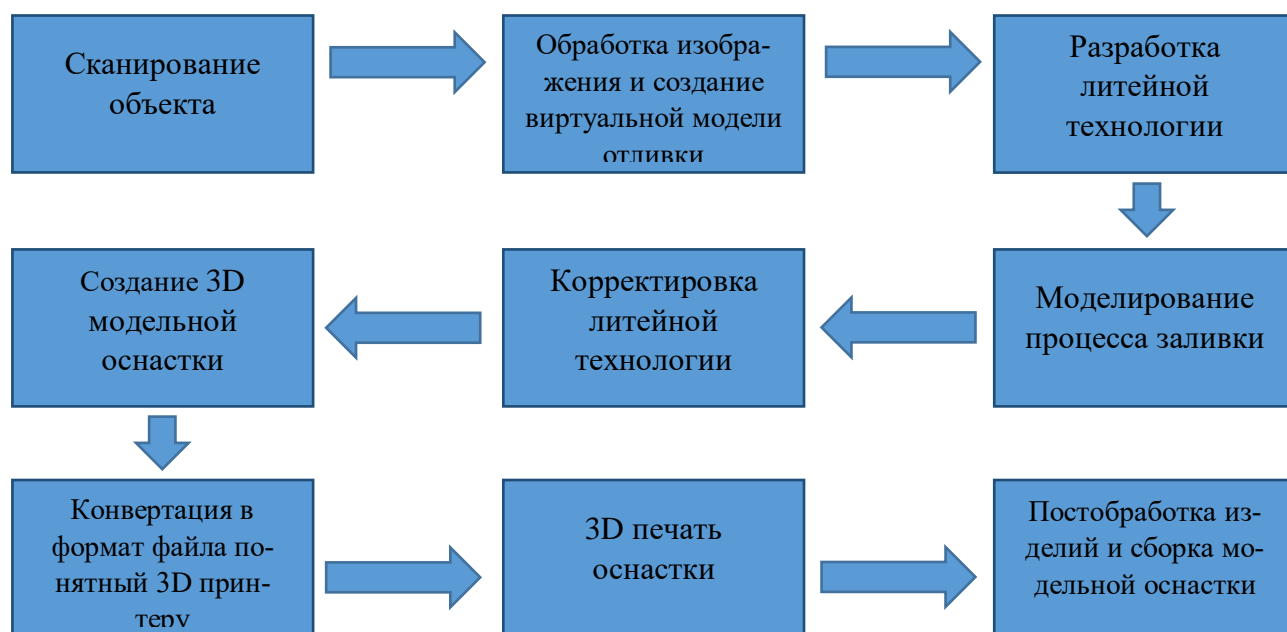 Сканирование
объекта
Обработка изобра-
жения и создание
виртуальной модели
отливки
Разработка
литейной
технологии
Моделирование
процесса заливки
Корректировка
литейной
технологии
Создание 3D
модельной
оснастки
Конвертация в
формат файла по-
нятный 3D прин-
теру
3D печать
оснастки
Постобработка из-
делий и сборка мо-
дельной оснастки